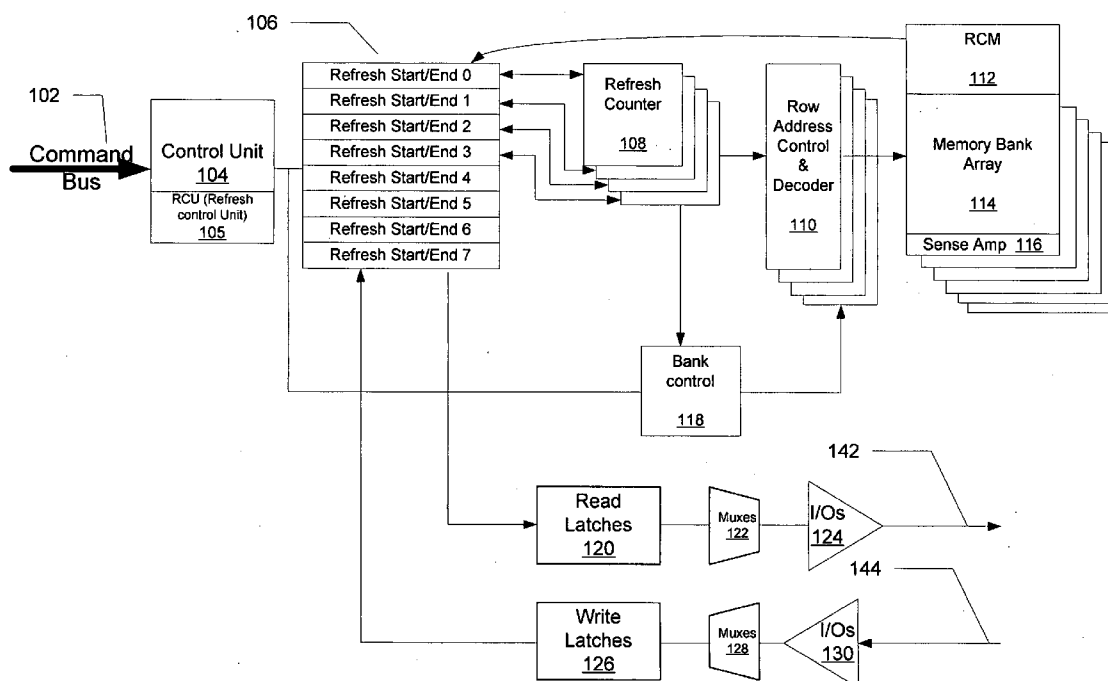 106
102
Command
Bus
Control Unit
104
RCU (Refresh
control Unit)
105
Refresh Start/End 0
Refresh Start/End 1
Refresh Start/End 2
Refresh Start/End 3
Refresh Start/End 4
Refresh Start/End 5
Refresh Start/End 6
Refresh Start/End 7
Refresh
Counter
108
Row
Address
Control
&
Decoder
110
RCM
112
Memory Bank
Array
114
Sense Amp 116
Bank
control
118
Read
Latches
120
Muxes
122
I/Os
124
142
Write
Latches
126
Muxes
128
I/Os
130
144